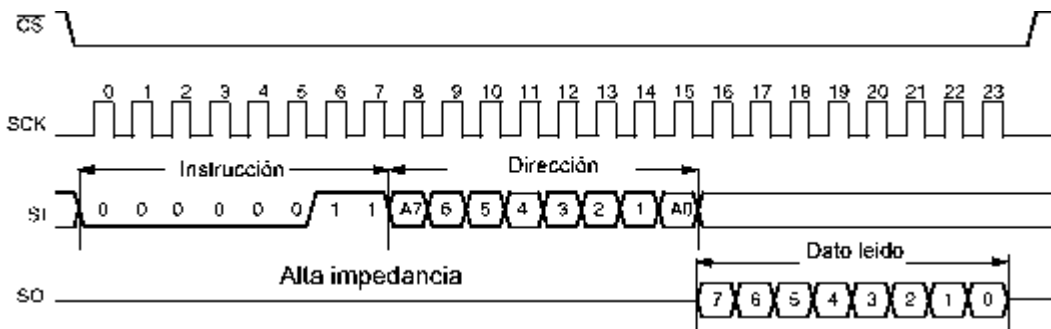 CS
0 1 2 3 4 5 6 7 8 9 10 11 12 13 14 15 16 17 18 19 20 21 22 23
SCK
Instrucción Dirección
SI 0 0 0 0 0 0 1 1 A7 6 5 4 3 2 1 A0
Alta impedancia Dato leido
SO 7 6 5 4 3 2 1 0